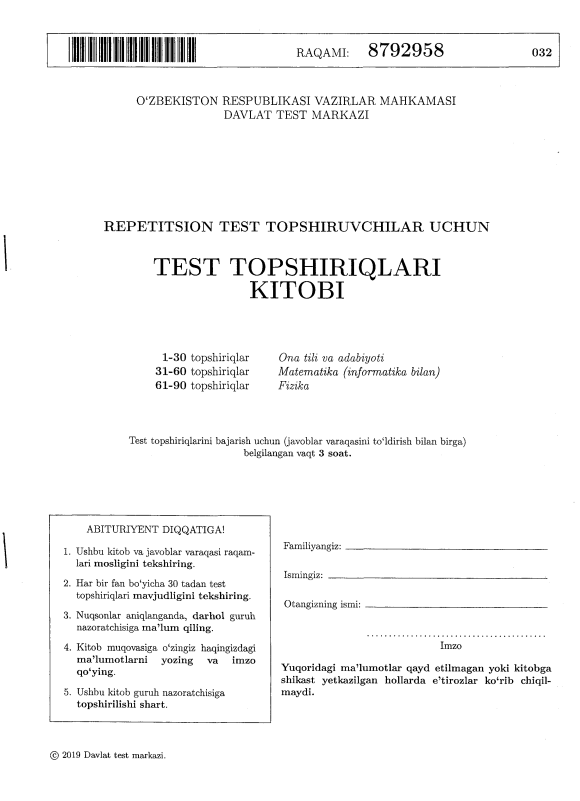 RAQAMI: 8792958 032
O‘ZBEKISTON RESPUBLIKASI VAZIRLAR MAHKAMASI
DAVLAT TEST MARKAZI
REPETITSION TEST TOPSHIRUVCHILAR UCHUN
TEST TOPSHIRIQLARI
KITOBI
1-30 topshiriqlar Ona tili va adabiyoti
31-60 topshiriqlar Matematika (informatika bilan)
61-90 topshiriqlar Fizika
Test topshiriqlarini bajarish uchun (javoblar varaqasini to‘ldirish bilan birga)
belgilangan vaqt 3 soat.
ABITURIYENT DIQQATIGA!
1. Ushbu kitob va javoblar varaqasi raqam-
lari mosligini tekshiring.
2. Har bir fan bo‘yicha 30 tadan test
topshiriqlari mavjudligini tekshiring.
3. Nuqsonlar aniqlanganda, darhol guruh
nazoratchisiga ma’lum qiling.
4. Kitob muqovasiga o‘zingiz haqingizdagi
ma’lumotlarni yozing va imzo
qo‘ying.
5. Ushbu kitob guruh nazoratchisiga
topshirilishi shart.
Familiyangiz:
Ismingiz:
Otangizning ismi:
Imzo
Yuqoridagi ma’lumotlar qayd etilmagan yoki kitobga
shikast yetkazilgan hollarda e’tirozlar ko‘rib chiqil-
maydi.
© 2019 Davlat test markazi.